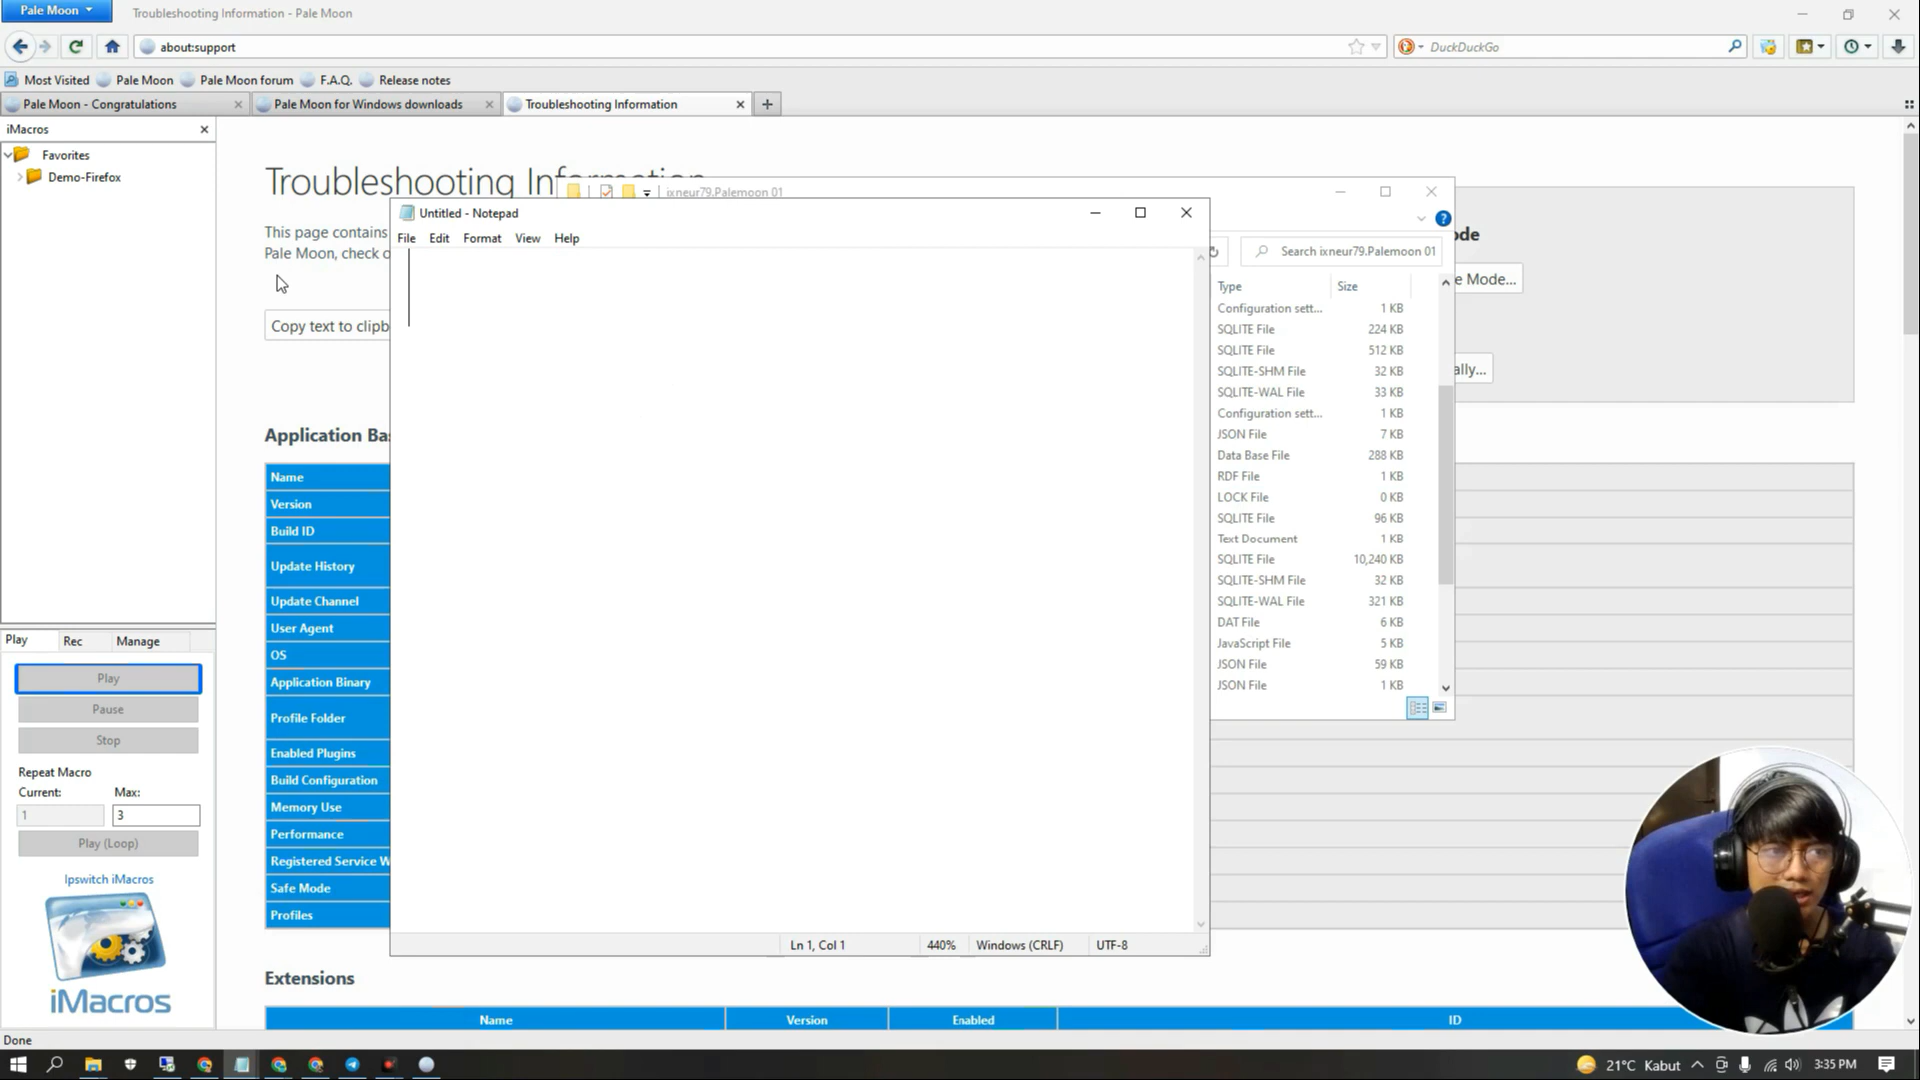 Pale Moon
Troubleshooting Information - Pale Moon
about:support
DuckDuckGo
Most Visited
Pale Moon
Pale Moon forum
F.A.Q.
Release notes
Pale Moon - Congratulations
Pale Moon for Windows downloads
Troubleshooting Information
iMacros
Favorites
Demo-Firefox
Troubleshooting Information
This page contains
Pale Moon, check o
Copy text to clipb
ixneur79.Palemoon 01
Untitled - Notepad
File Edit Format View Help
ode
Search ixneur79.Palemoon 01
e Mode...
ally...
Type Size
Configuration sett... 1 KB
SQLITE File 224 KB
SQLITE File 512 KB
SQLITE-SHM File 32 KB
SQLITE-WAL File 33 KB
Configuration sett... 1 KB
JSON File 7 KB
Data Base File 288 KB
RDF File 1 KB
LOCK File 0 KB
SQLITE File 96 KB
Text Document 1 KB
SQLITE File 10,240 KB
SQLITE-SHM File 32 KB
SQLITE-WAL File 321 KB
DAT File 6 KB
JavaScript File 5 KB
JSON File 59 KB
JSON File 1 KB
Application Ba
Name
Version
Build ID
Update History
Update Channel
User Agent
OS
Application Binary
Profile Folder
Enabled Plugins
Build Configuration
Memory Use
Performance
Registered Service W
Safe Mode
Profiles
Ln 1, Col 1
440%
Windows (CRLF)
UTF-8
Play Rec Manage
Play
Pause
Stop
Repeat Macro
Current: Max:
1 3
Play (Loop)
Ipswitch iMacros
iMacros
Extensions
Name Version Enabled ID
Done
21°C Kabut
3:35 PM